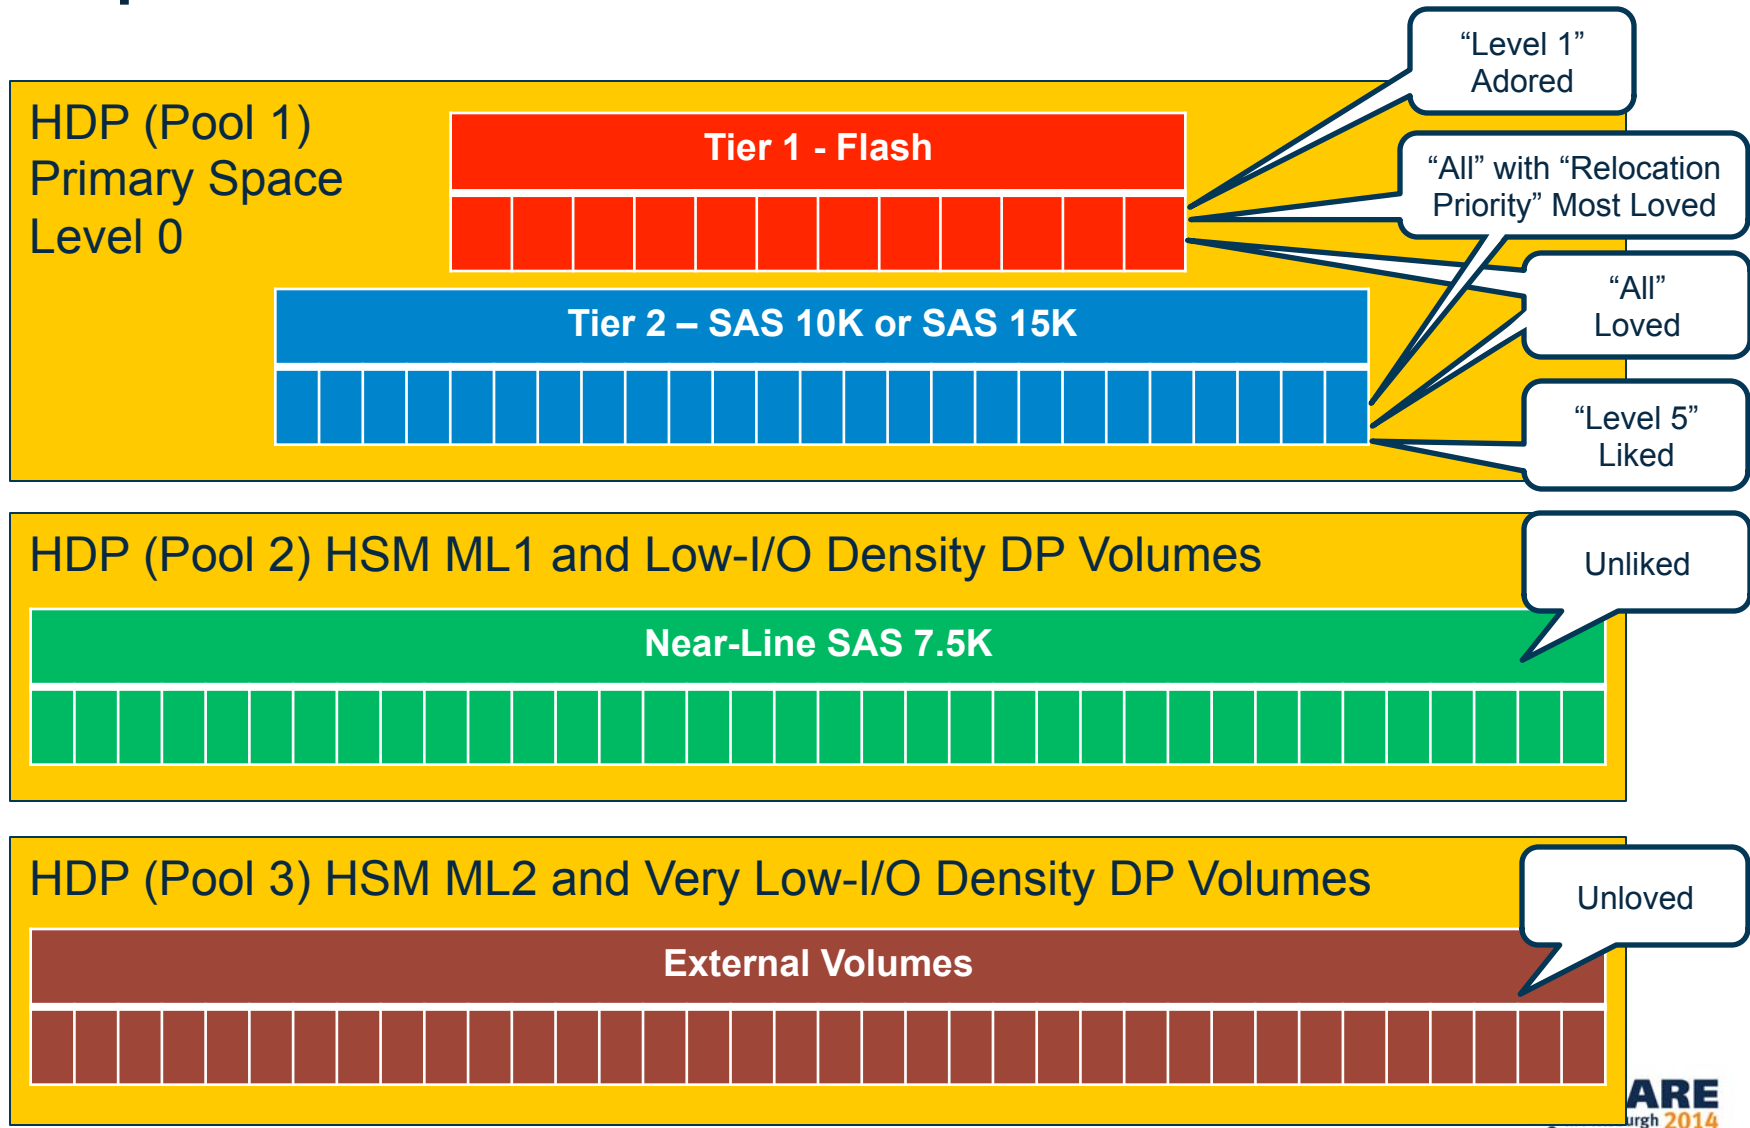 HDP (Pool 1)
Primary Space
Level 0
Tier 1 - Flash
Tier 2 – SAS 10K or SAS 15K
“Level 1”
Adored
“All” with “Relocation
Priority” Most Loved
“All”
Loved
“Level 5”
Liked
HDP (Pool 2) HSM ML1 and Low-I/O Density DP Volumes
Unliked
Near-Line SAS 7.5K
HDP (Pool 3) HSM ML2 and Very Low-I/O Density DP Volumes
Unloved
External Volumes
ARE
urgh 2014